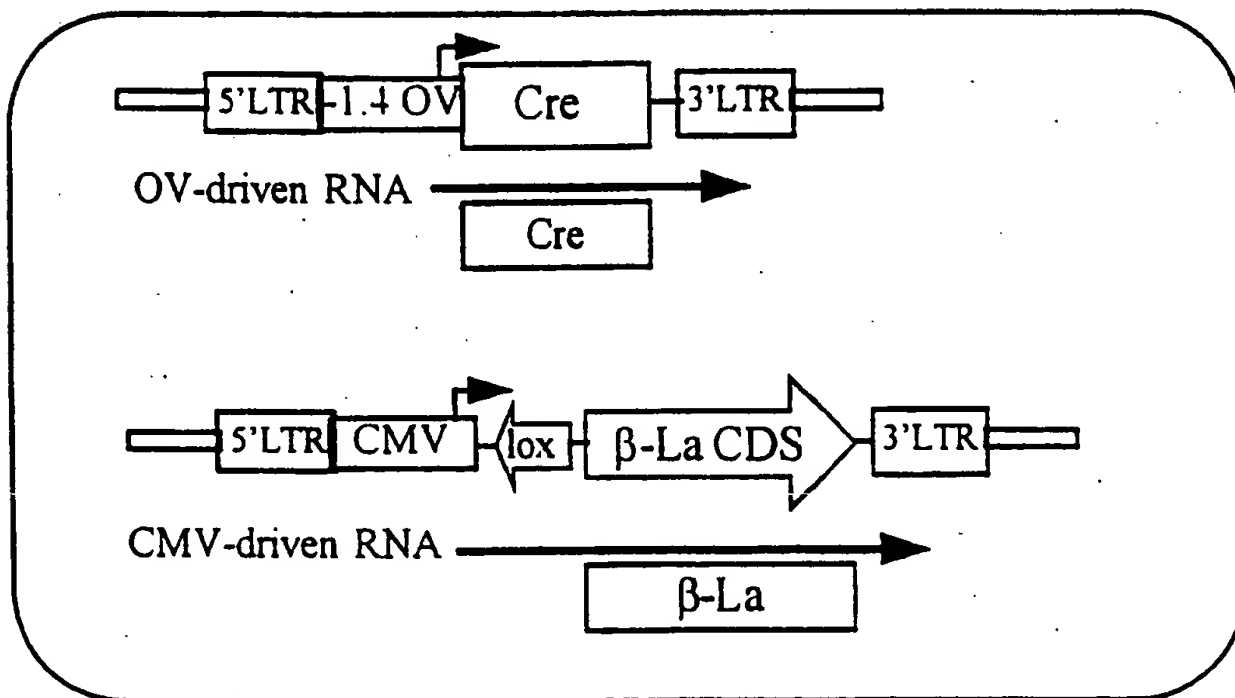 5'LTR -1.4 OV Cre 3'LTR
OV-driven RNA
Cre
5'LTR CMV lox β-La CDS 3'LTR
CMV-driven RNA
β-La